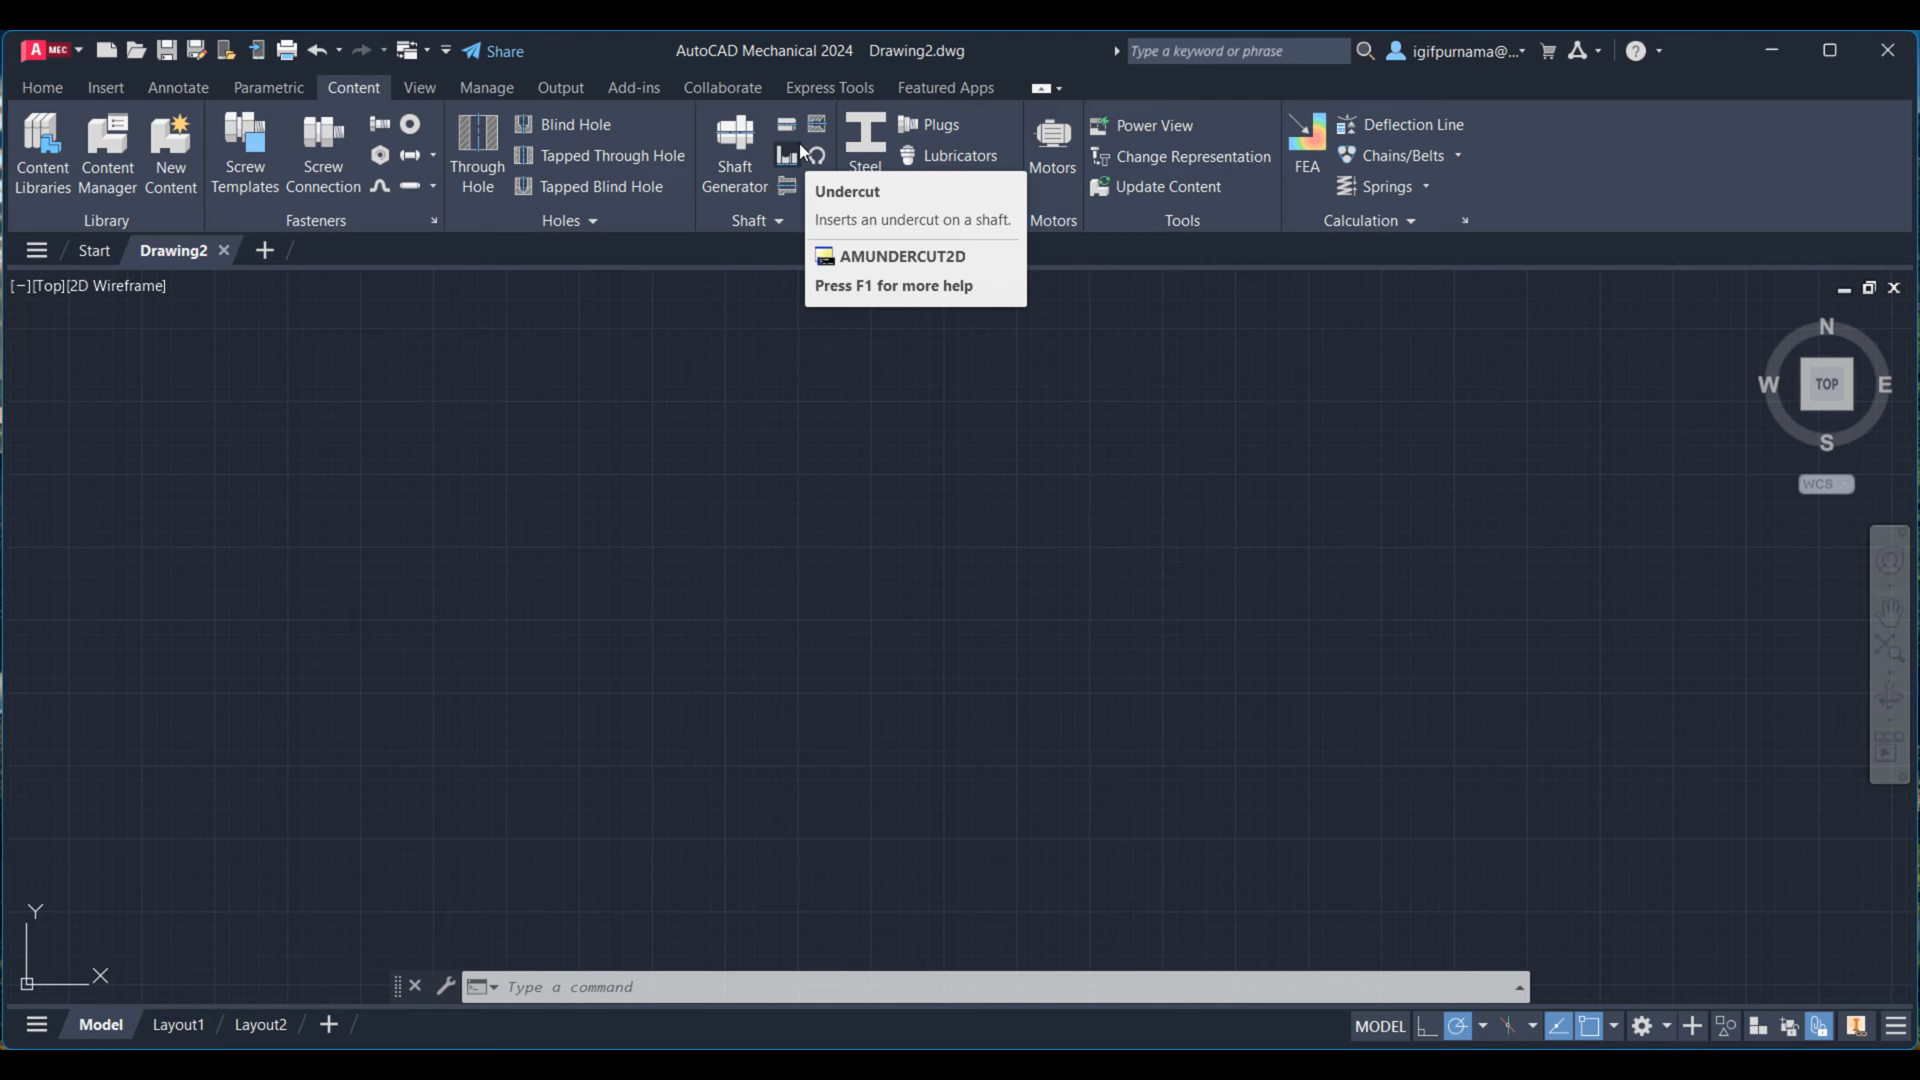 A MEC Share AutoCAD Mechanical 2024 Drawing2.dwg Type a keyword or phrase igifpurnama@... ?
Home Insert Annotate Parametric Content View Manage Output Add-ins Collaborate Express Tools Featured Apps
Content Libraries
Content Manager
New Content
Library
Screw Templates
Screw Connection
Fasteners
Through Hole
Blind Hole
Tapped Through Hole
Tapped Blind Hole
Holes
Shaft Generator
Shaft
Steel
Plugs
Lubricators
Motors
Motors
Power View
Change Representation
Update Content
Tools
FEA
Deflection Line
Chains/Belts
Springs
Calculation
Undercut
Inserts an undercut on a shaft.
AMUNDERCUT2D
Press F1 for more help
Start Drawing2
[−][Top][2D Wireframe]
N
W TOP E
S
WCS
Y
X
Type a command
Model Layout1 Layout2 MODEL